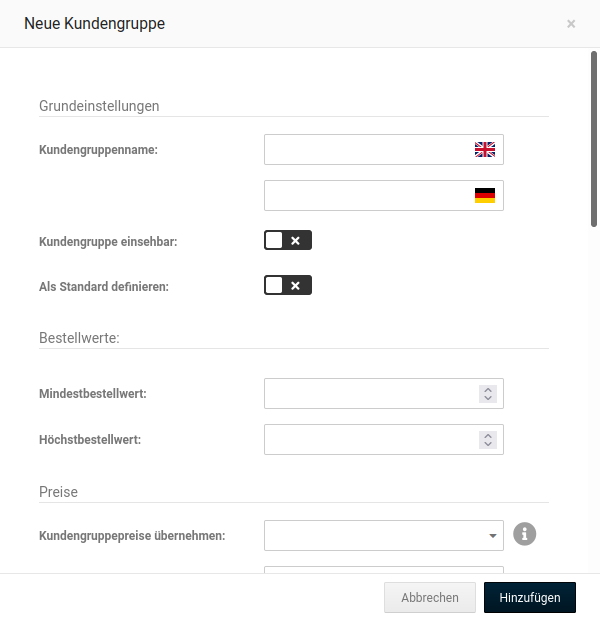 Neue Kundengruppe
×
Grundeinstellungen
Kundengruppenname:
Kundengruppe einsehbar:
Als Standard definieren:
Bestellwerte:
Mindestbestellwert:
Höchstbestellwert:
Preise
Kundengruppepreise übernehmen:
Abbrechen Hinzufügen